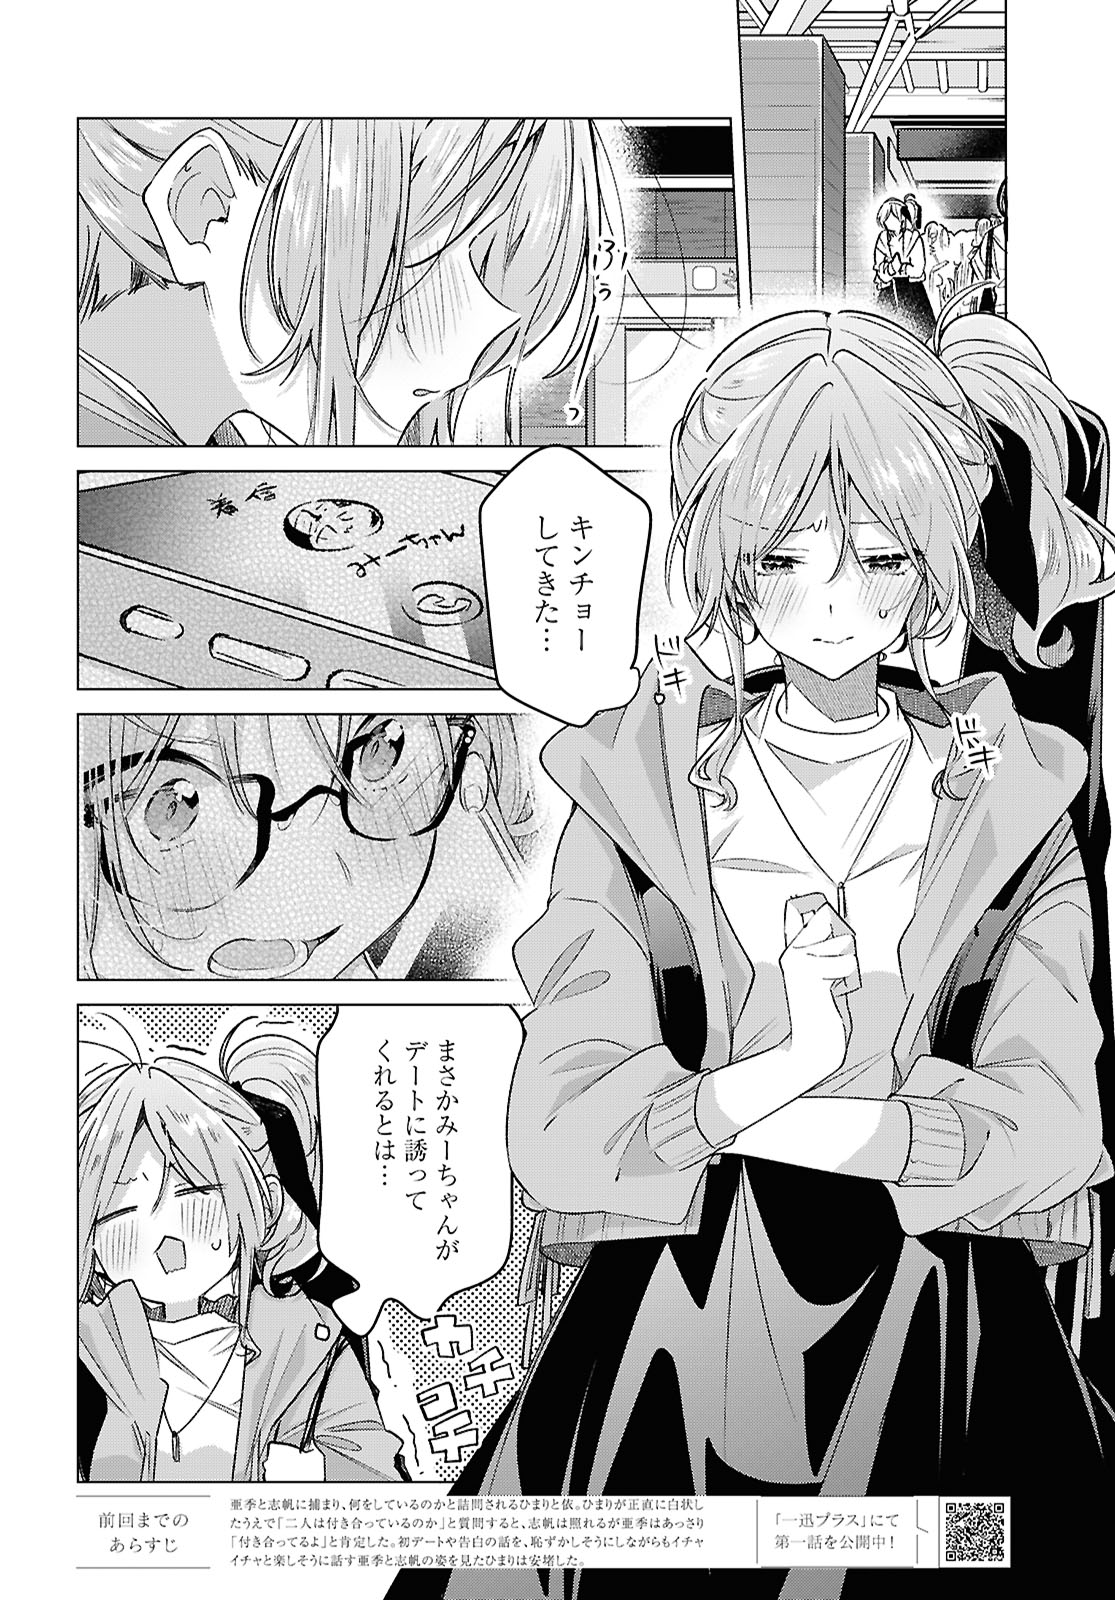 ふぅぅっ
キンチョー
してきた…
ドキ
ドキ
着信
みーちゃん
まさかみーちゃんが
デートに誘って
くれるとは…
カチ
コチ
前回までの
あらすじ
亜季と志帆に捕まり、何をしているのかと詰問されるひまりと依。ひまりが正直に白状し
たうえで「二人は付き合っているのか」と質問すると、志帆は照れるが亜季はあっさり
「付き合ってるよ」と肯定した。初デートや告白の話を、恥ずかしそうにしながらもイチャ
イチャと楽しそうに話す亜季と志帆の姿を見たひまりは安堵した。
「一迅プラス」にて
第一話を公開中！